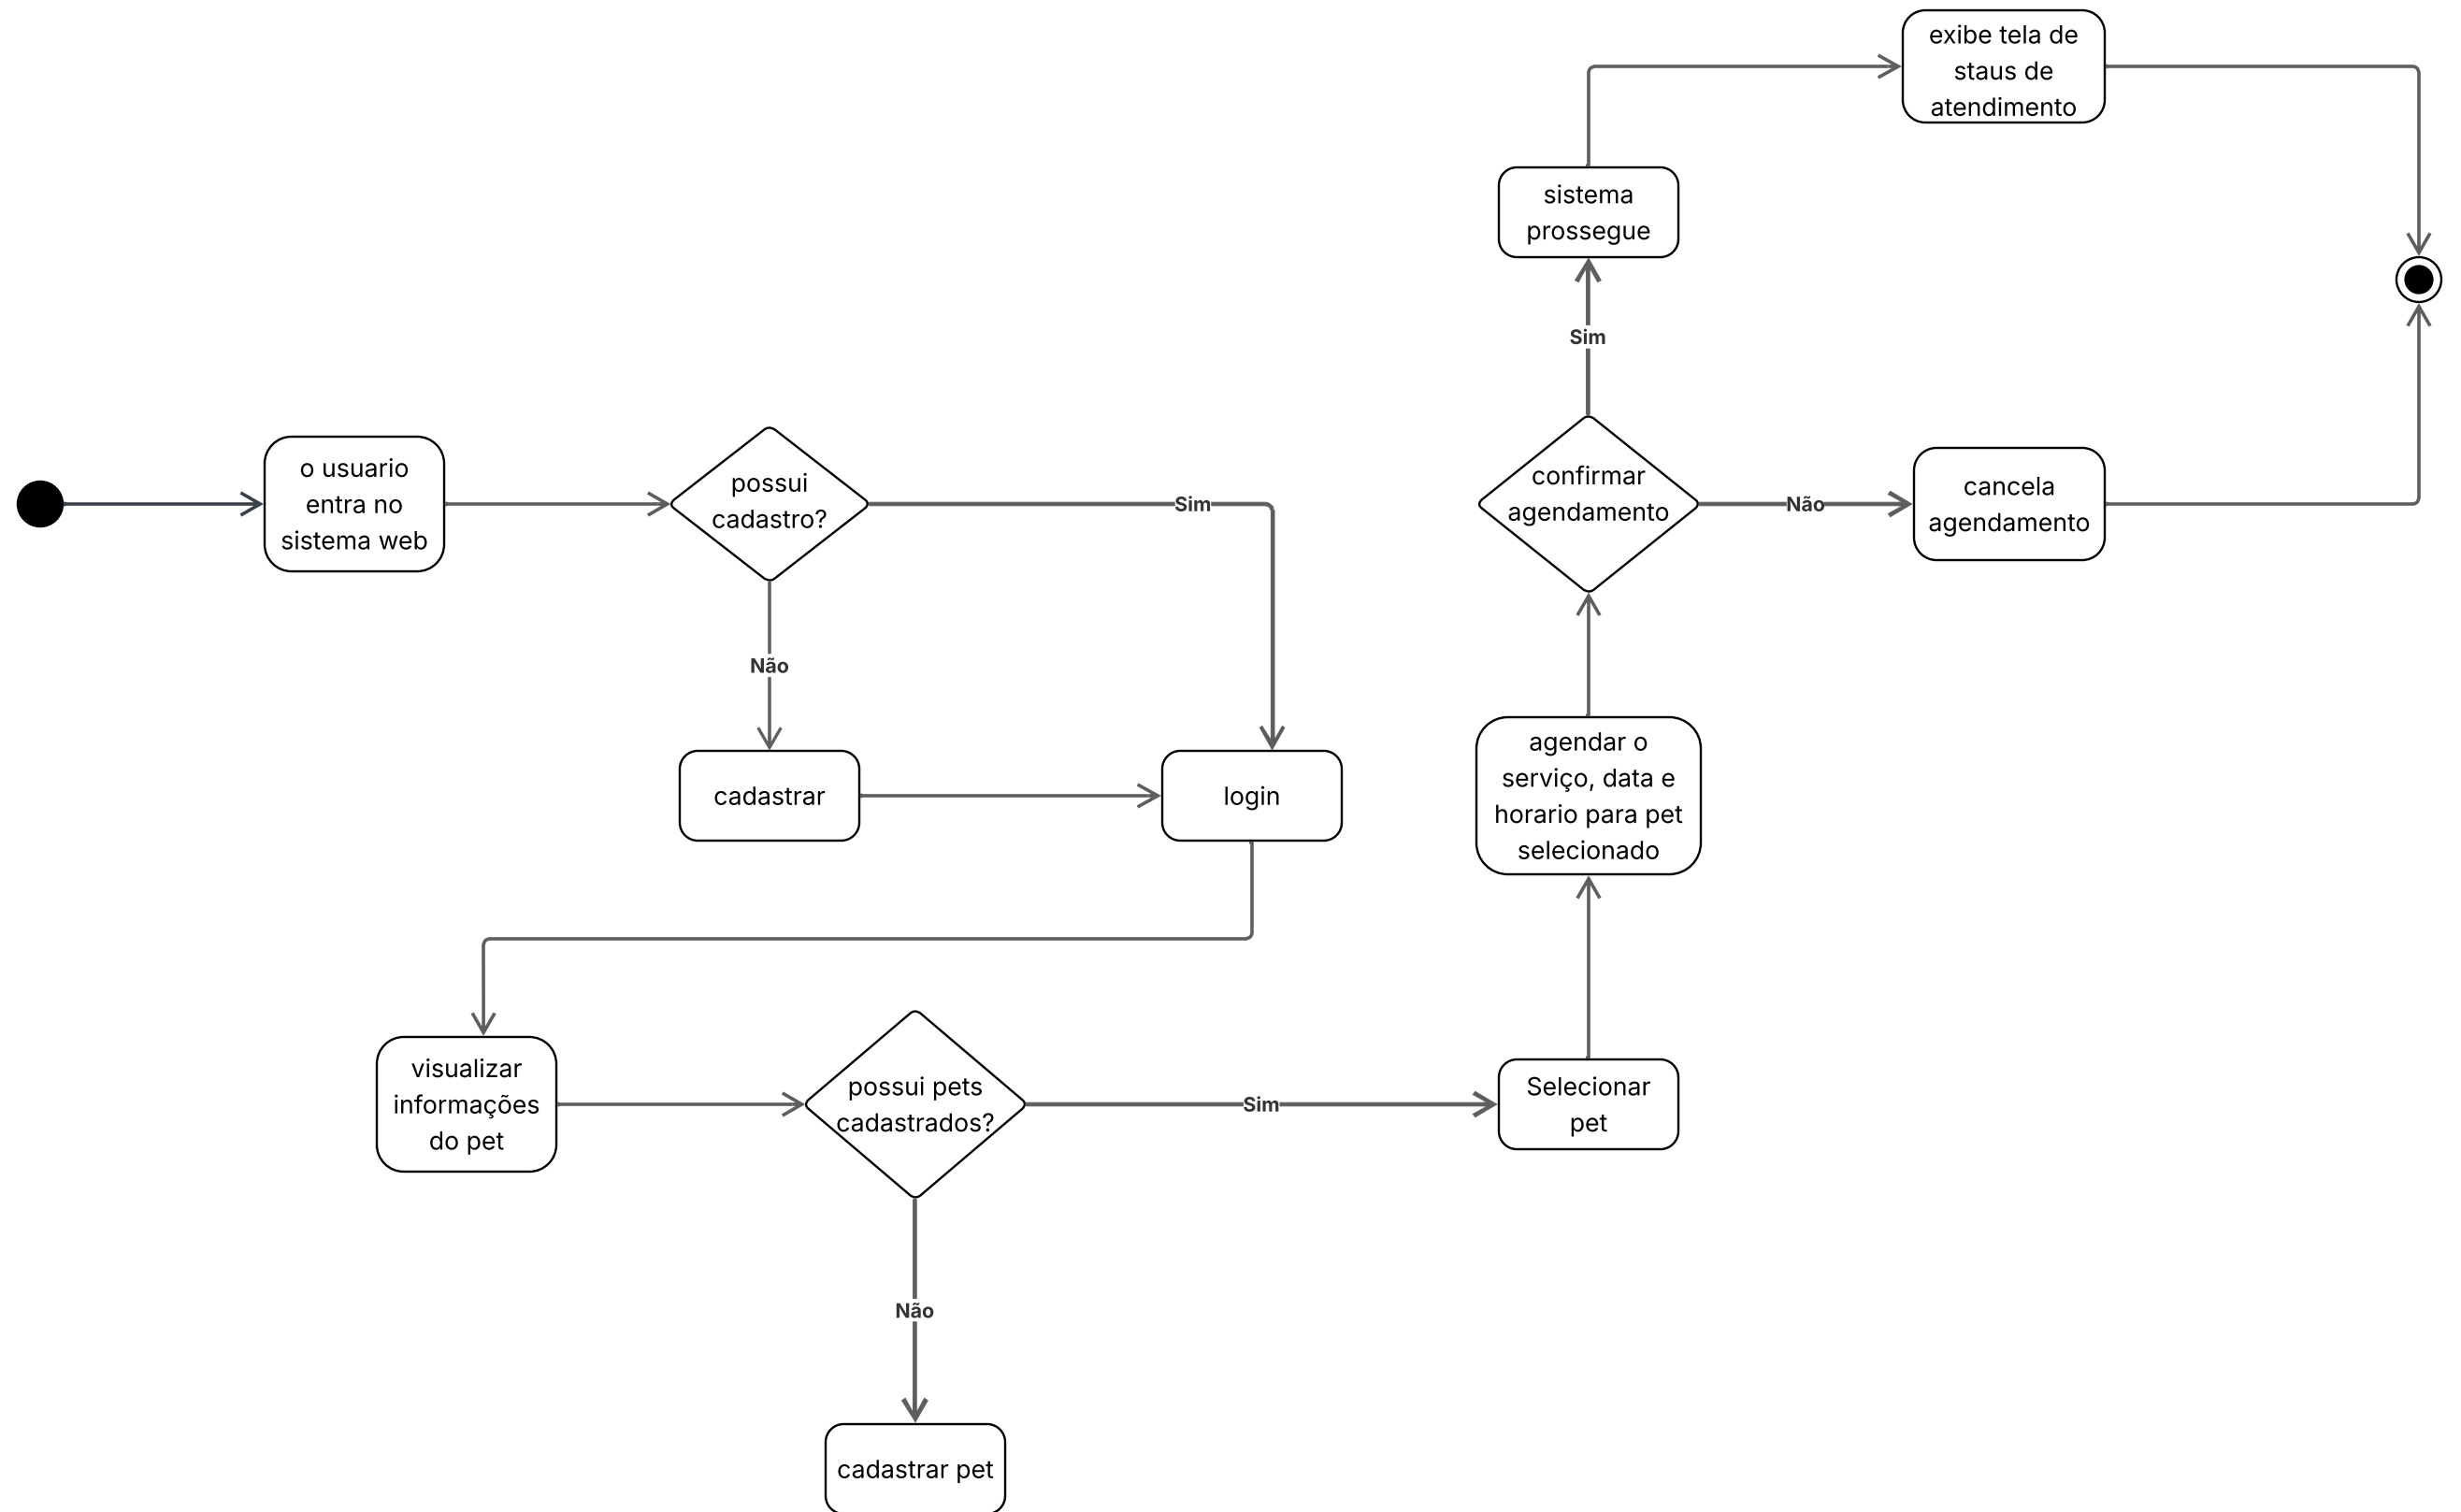 o usuario
entra no
sistema web
possui
cadastro?
Sim
Não
cadastrar
login
visualizar
informações
do pet
possui pets
cadastrados?
Sim
Não
cadastrar pet
Selecionar
pet
agendar o
serviço, data e
horario para pet
selecionado
confirmar
agendamento
Sim
Não
sistema
prossegue
exibe tela de
staus de
atendimento
cancela
agendamento